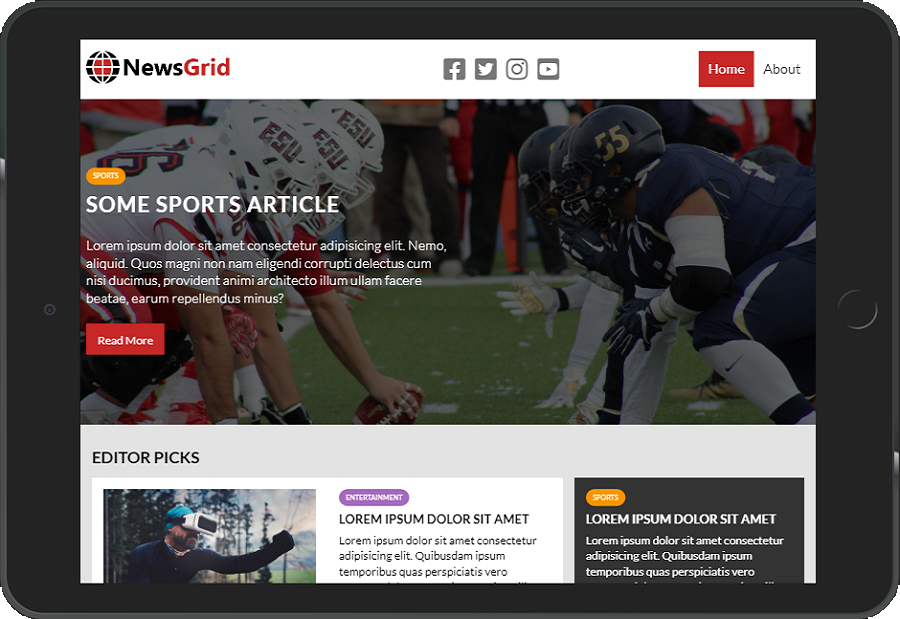 NewsGrid
Home
About
ESU
ESU
ESU
55
SPORTS
SOME SPORTS ARTICLE
Lorem ipsum dolor sit amet consectetur adipisicing elit. Nemo,
aliquid. Quos magni non nam eligendi corrupti delectus cum
nisi ducimus, provident animi architecto illum ullam facere
beatae, earum repellendus minus?
Read More
EDITOR PICKS
ENTERTAINMENT
LOREM IPSUM DOLOR SIT AMET
Lorem ipsum dolor sit amet consectetur
adipisicing elit. Quibusdam ipsum
temporibus quas perspiciatis vero
SPORTS
LOREM IPSUM DOLOR SIT AMET
Lorem ipsum dolor sit amet consectetur
adipisicing elit. Quibusdam ipsum
temporibus quas perspiciatis vero